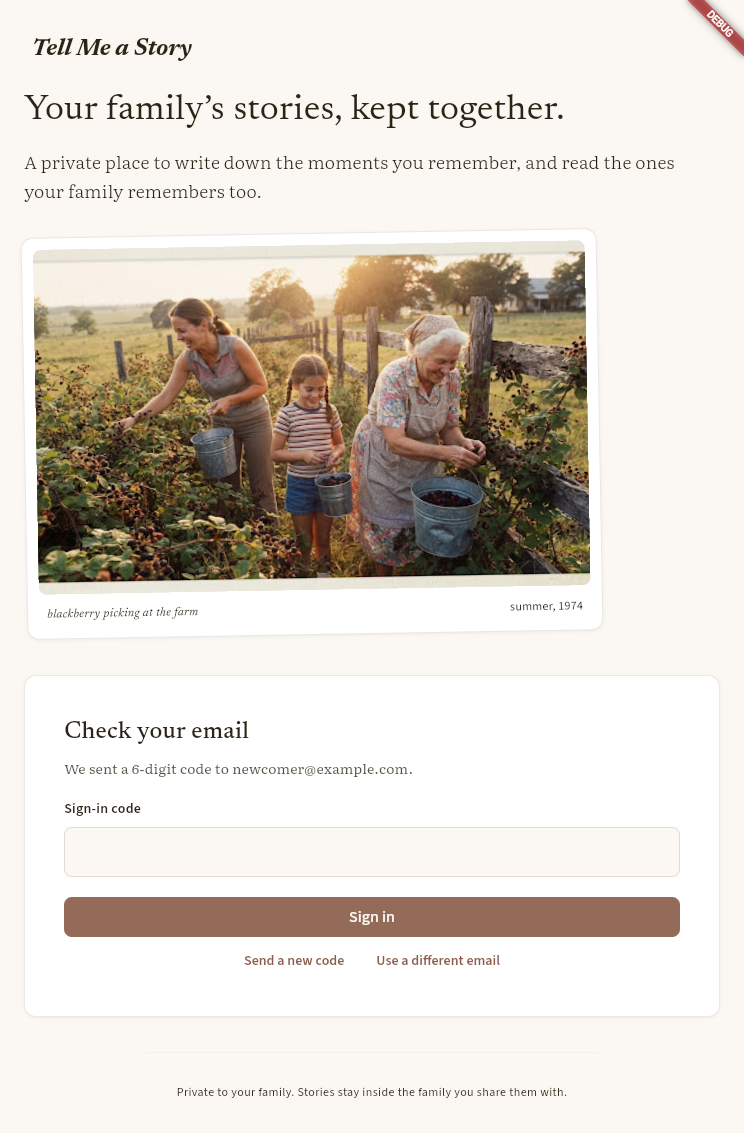 DEBUG
Tell Me a Story
Your family’s stories, kept together.
A private place to write down the moments you remember, and read the ones
your family remembers too.
blackberry picking at the farm
summer, 1974
Check your email
We sent a 6-digit code to newcomer@example.com.
Sign-in code
Sign in
Send a new code
Use a different email
Private to your family. Stories stay inside the family you share them with.